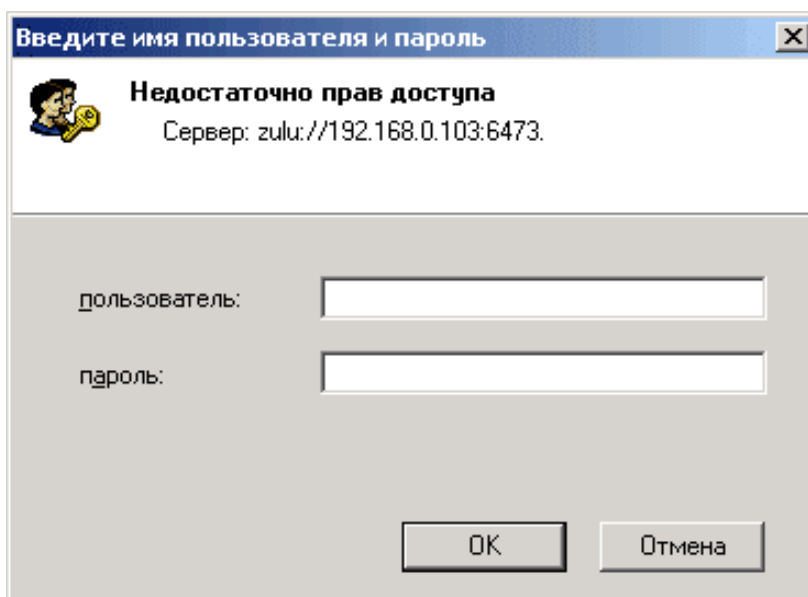 Введите имя пользователя и пароль
Недостаточно прав доступа
Сервер: zulu://192.168.0.103:6473.
пользователь:
пароль:
OK Отмена